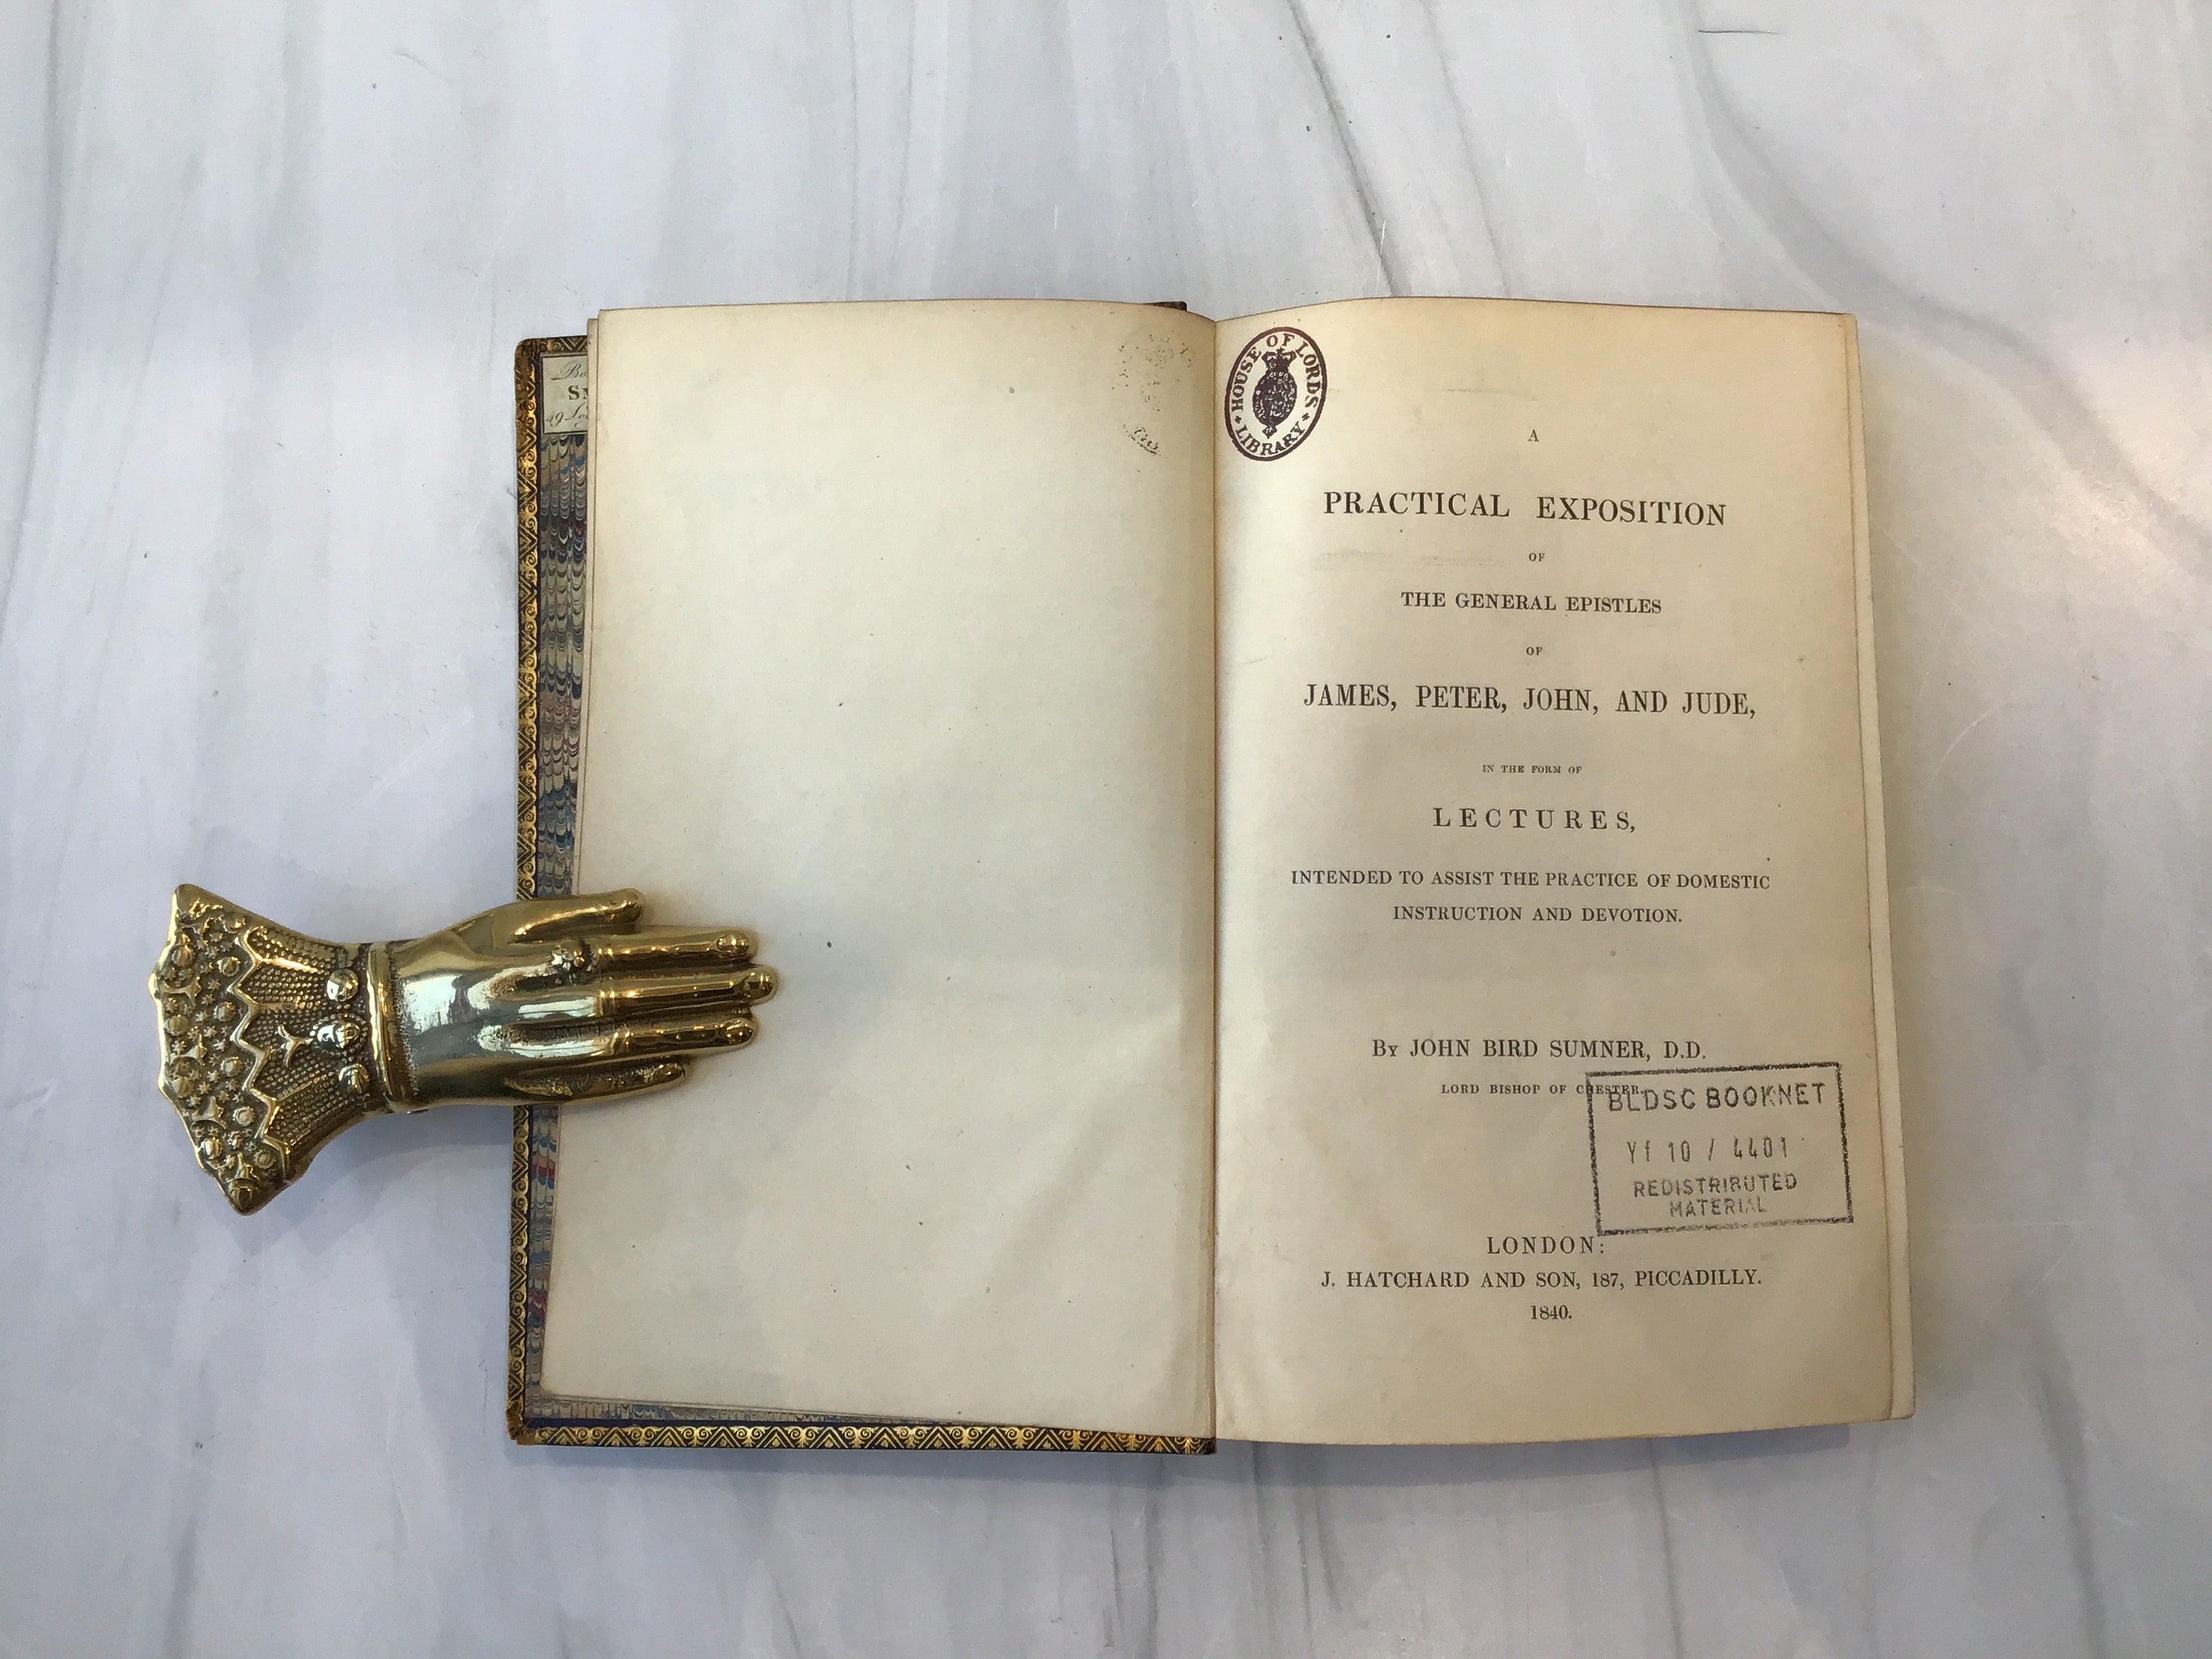 HOUSE OF LORDS
LIBRARY
A
PRACTICAL EXPOSITION
OF
THE GENERAL EPISTLES
OF
JAMES, PETER, JOHN, AND JUDE,
IN THE FORM OF
LECTURES,
INTENDED TO ASSIST THE PRACTICE OF DOMESTIC
INSTRUCTION AND DEVOTION.
By JOHN BIRD SUMNER, D.D.
LORD BISHOP OF CHESTER.
BLDSC BOOKNET
Yf 10 / 4401
REDISTRIBUTED
MATERIAL
LONDON:
J. HATCHARD AND SON, 187, PICCADILLY.
1840.